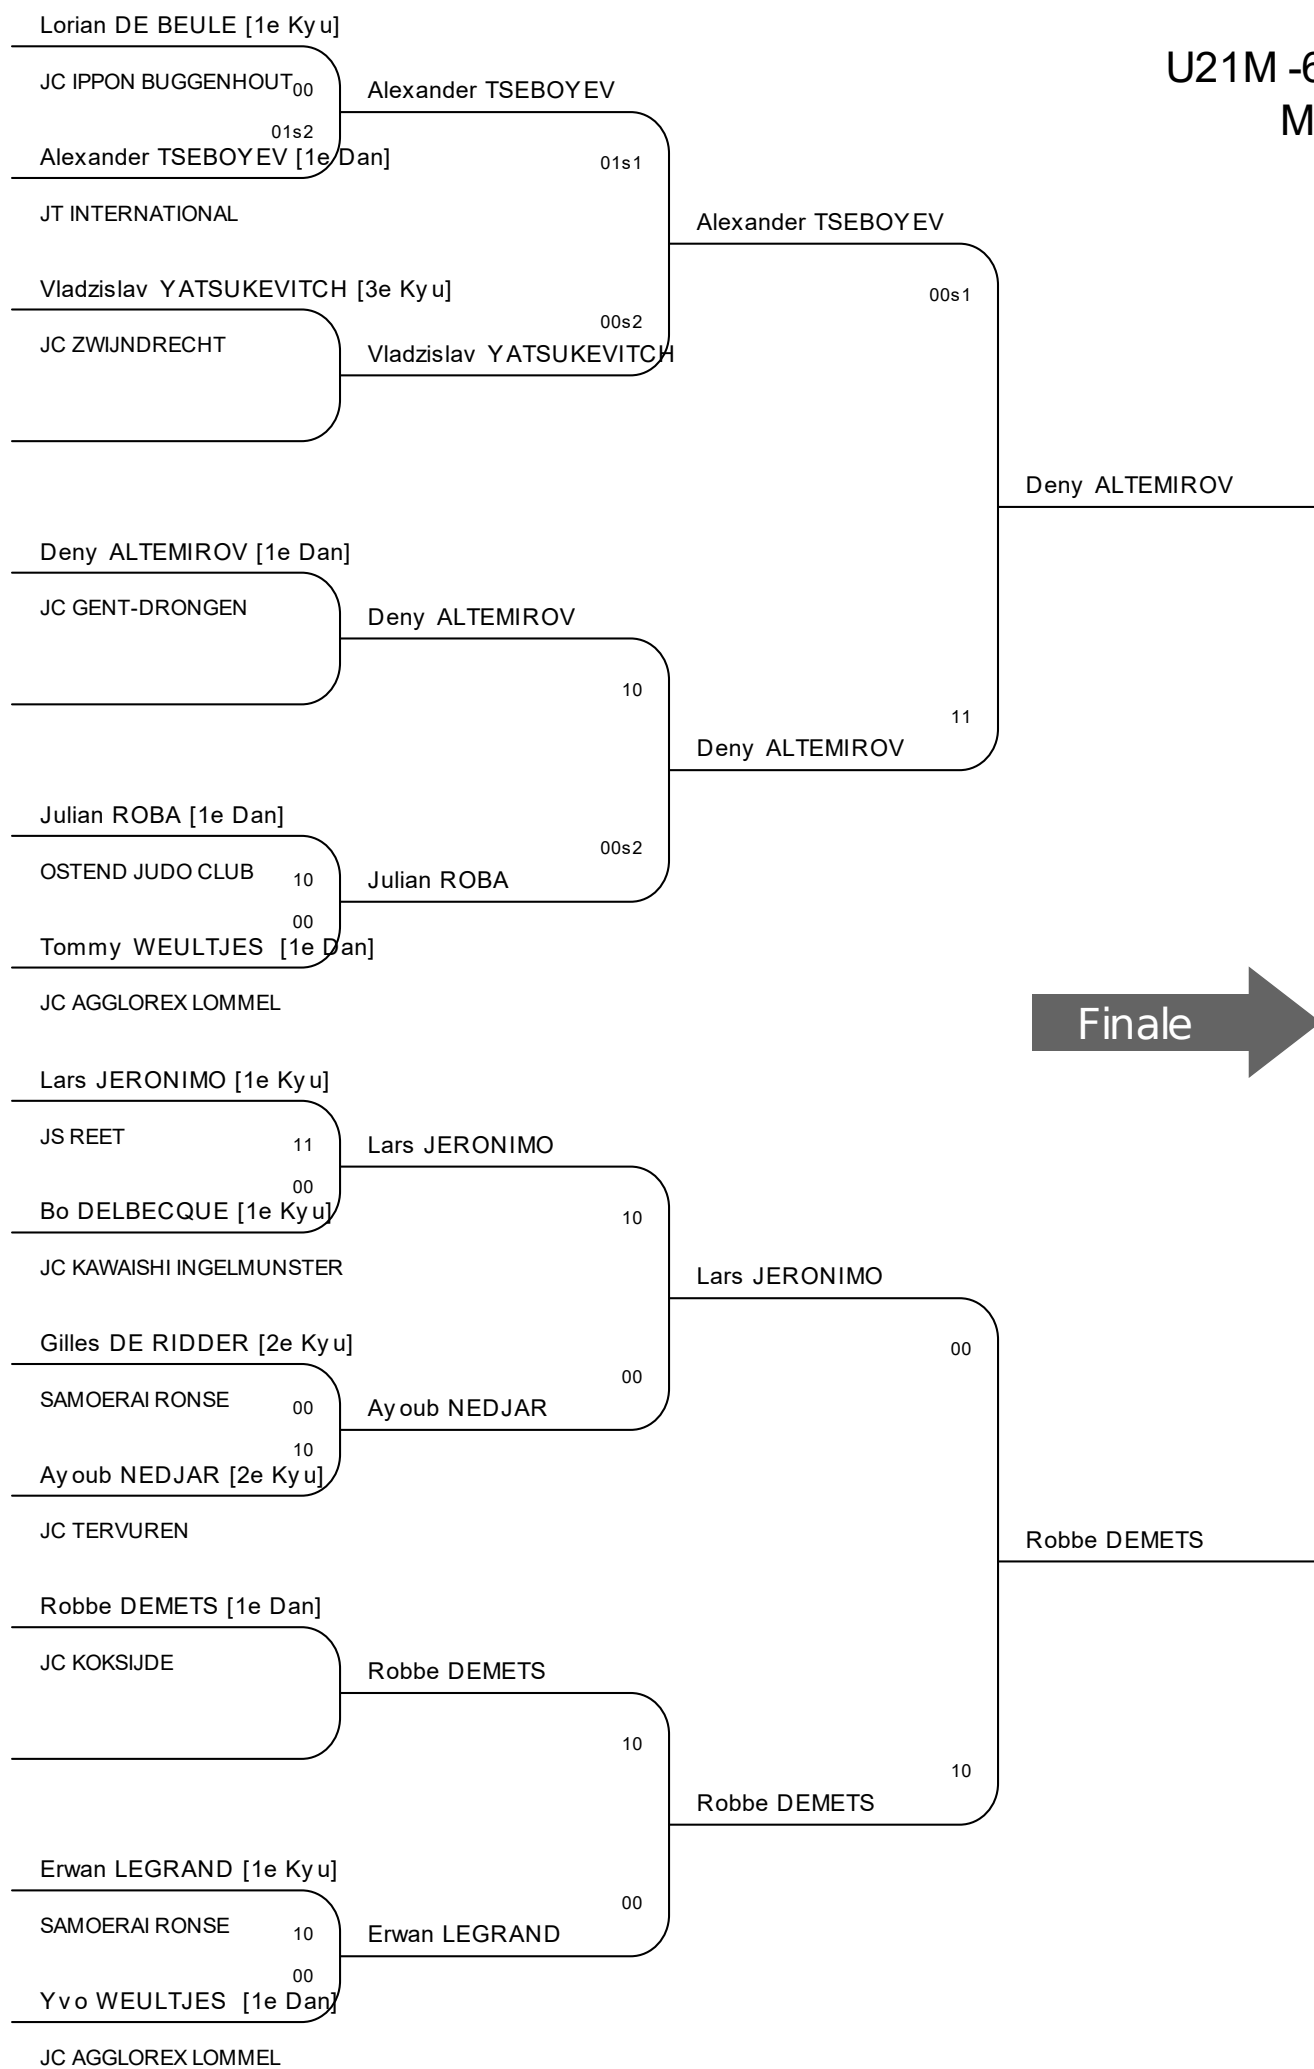 Lorian DE BEULE [1e Kyu]
U21M -6
JC IPPON BUGGENHOUT
00
Alexander TSEBOYEV
M
01s2
Alexander TSEBOYEV [1e Dan]
01s1
JT INTERNATIONAL
Alexander TSEBOYEV
Vladzislav YATSUKEVITCH [3e Kyu]
00s1
00s2
JC ZWIJNDRECHT
Vladzislav YATSUKEVITCH
Deny ALTEMIROV
Deny ALTEMIROV [1e Dan]
JC GENT-DRONGEN
Deny ALTEMIROV
10
11
Deny ALTEMIROV
Julian ROBA [1e Dan]
00s2
OSTEND JUDO CLUB
10
Julian ROBA
00
Tommy WEULTJES [1e Dan]
JC AGGLOREX LOMMEL
Finale
Lars JERONIMO [1e Kyu]
JS REET
11
Lars JERONIMO
00
Bo DELBECQUE [1e Kyu]
10
JC KAWAISHI INGELMUNSTER
Lars JERONIMO
Gilles DE RIDDER [2e Kyu]
00
00
SAMOERAI RONSE
00
Ayoub NEDJAR
10
Ayoub NEDJAR [2e Kyu]
JC TERVUREN
Robbe DEMETS
Robbe DEMETS [1e Dan]
JC KOKSIJDE
Robbe DEMETS
10
10
Robbe DEMETS
Erwan LEGRAND [1e Kyu]
00
SAMOERAI RONSE
10
Erwan LEGRAND
00
Yvo WEULTJES [1e Dan]
JC AGGLOREX LOMMEL